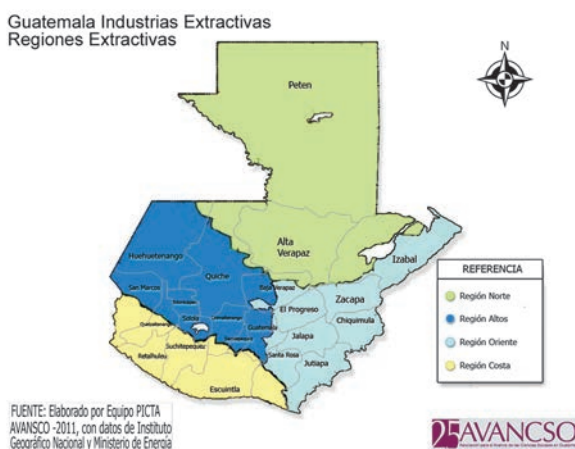 Guatemala Industrias Extractivas
Regiones Extractivas
N
Peten
Alta
Verapaz
Izabal
Huehuetenango
Quiche
Baja Verapaz
San Marcos
Zacapa
El Progreso
Chiquimula
Sololá
Guatemala
Jalapa
Suchitepequez
Santa Rosa
Retalhuleu
Jutiapa
Escuintla
REFERENCIA
Región Norte
Región Altos
Región Oriente
Región Costa
FUENTE: Elaborado por Equipo PICTA
AVANSCO -2011, con datos de Instituto
Geográfico Nacional y Ministerio de Energía
25 AVANCSO